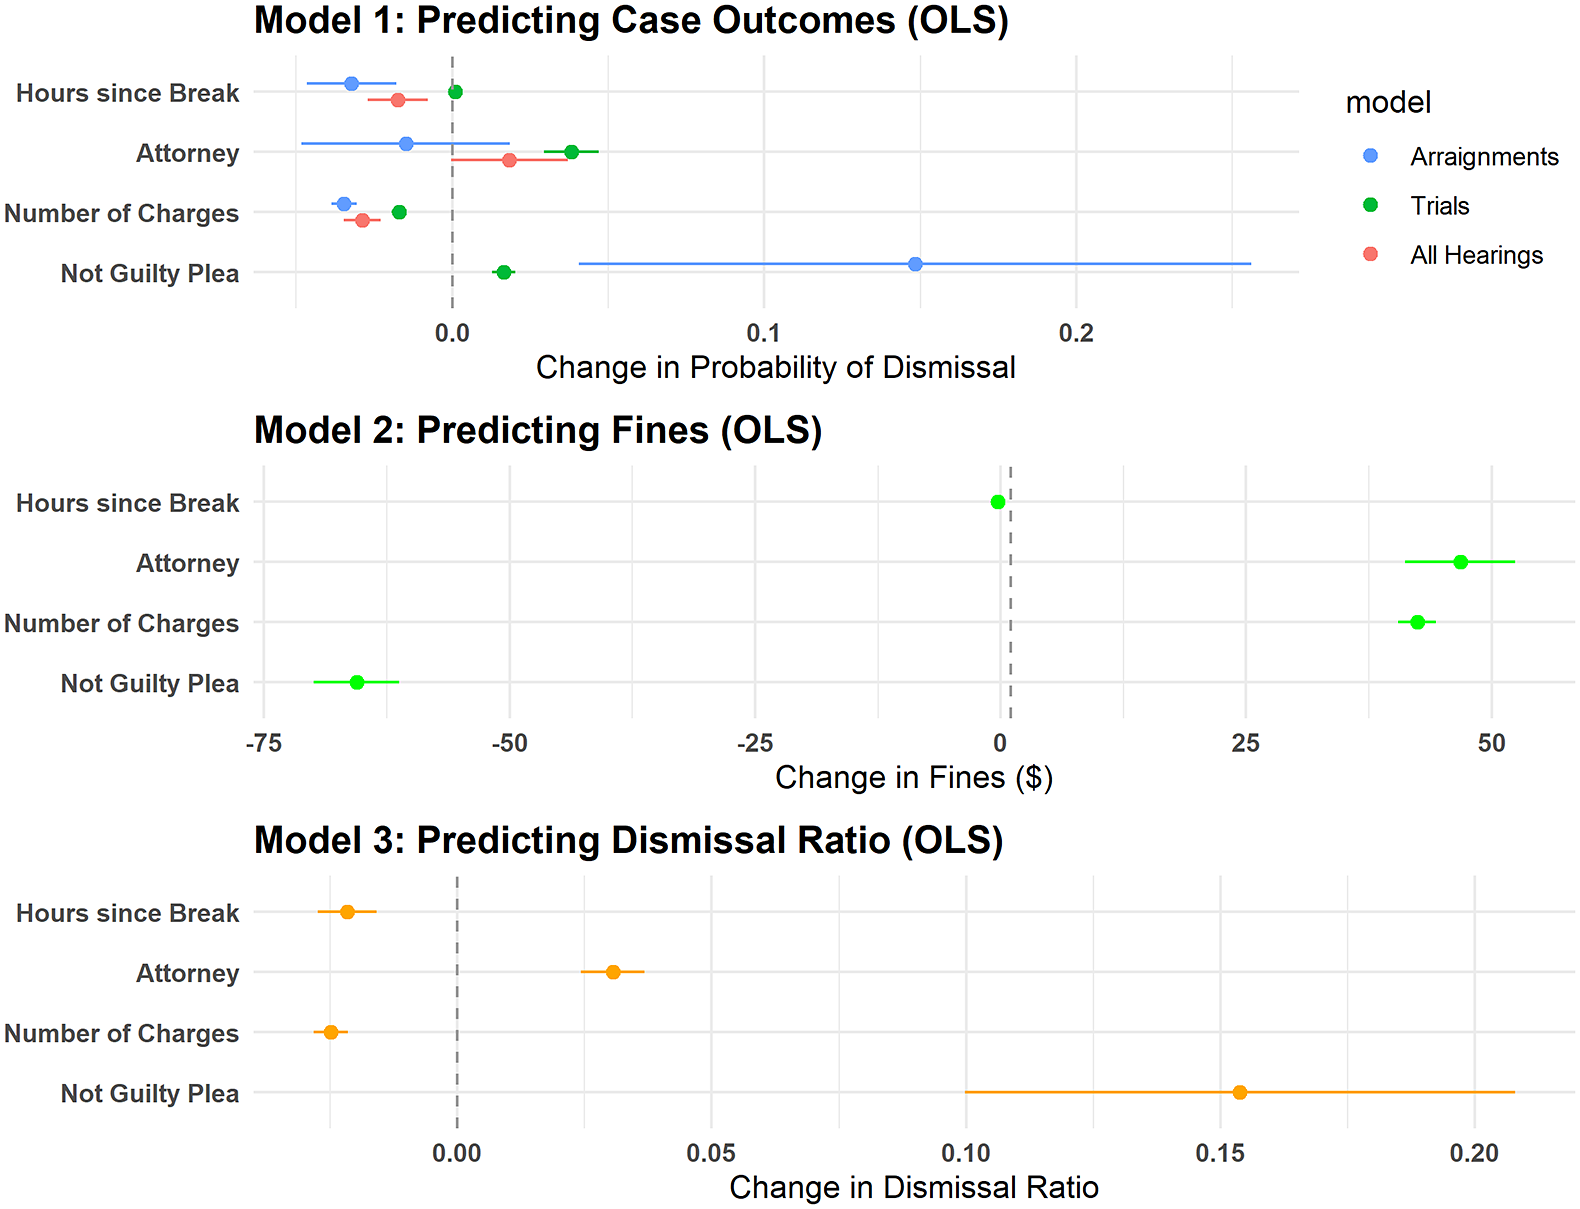 Model 1: Predicting Case Outcomes (OLS)
Hours since Break
Attorney
Number of Charges
Not Guilty Plea
0.0 0.1 0.2
Change in Probability of Dismissal
model
Arraignments
Trials
All Hearings
Model 2: Predicting Fines (OLS)
Hours since Break
Attorney
Number of Charges
Not Guilty Plea
-75 -50 -25 0 25 50
Change in Fines ($)
Model 3: Predicting Dismissal Ratio (OLS)
Hours since Break
Attorney
Number of Charges
Not Guilty Plea
0.00 0.05 0.10 0.15 0.20
Change in Dismissal Ratio